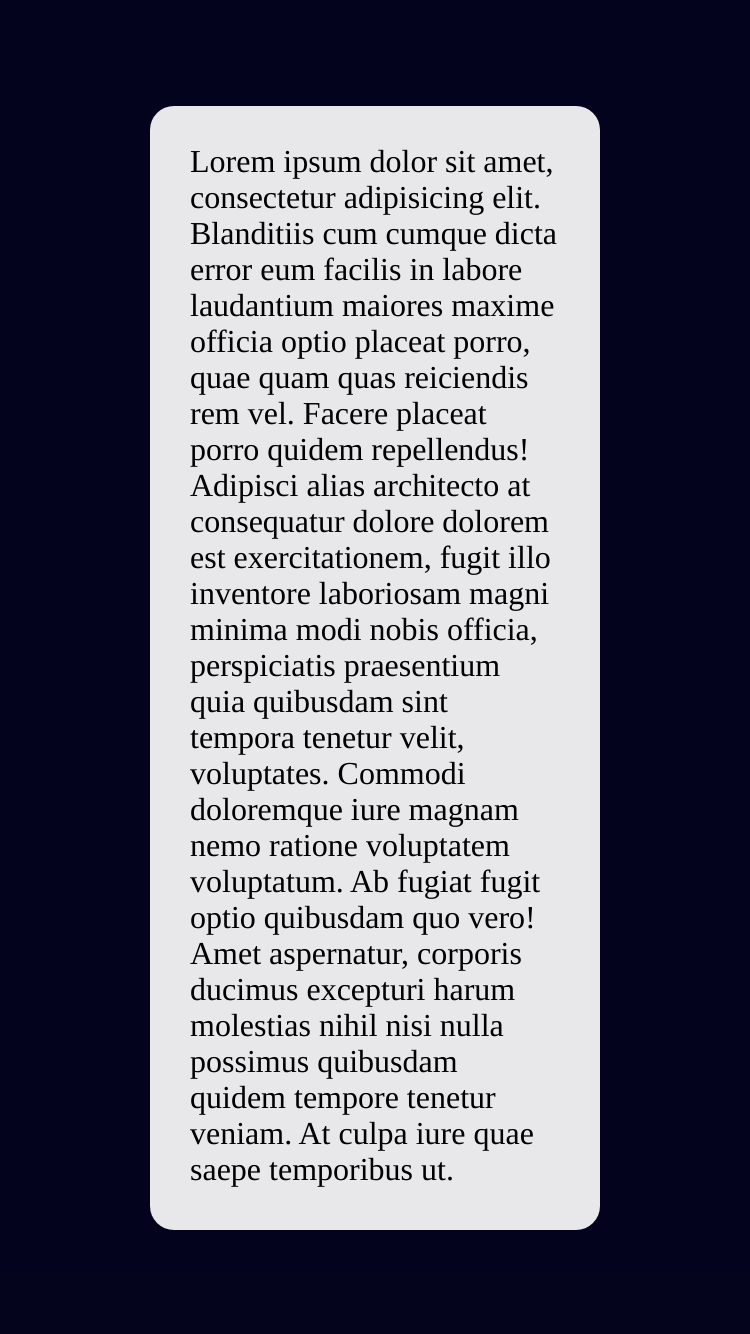 Lorem ipsum dolor sit amet,
consectetur adipisicing elit.
Blanditiis cum cumque dicta
error eum facilis in labore
laudantium maiores maxime
officia optio placeat porro,
quae quam quas reiciendis
rem vel. Facere placeat
porro quidem repellendus!
Adipisci alias architecto at
consequatur dolore dolorem
est exercitationem, fugit illo
inventore laboriosam magni
minima modi nobis officia,
perspiciatis praesentium
quia quibusdam sint
tempora tenetur velit,
voluptates. Commodi
doloremque iure magnam
nemo ratione voluptatem
voluptatum. Ab fugiat fugit
optio quibusdam quo vero!
Amet aspernatur, corporis
ducimus excepturi harum
molestias nihil nisi nulla
possimus quibusdam
quidem tempore tenetur
veniam. At culpa iure quae
saepe temporibus ut.